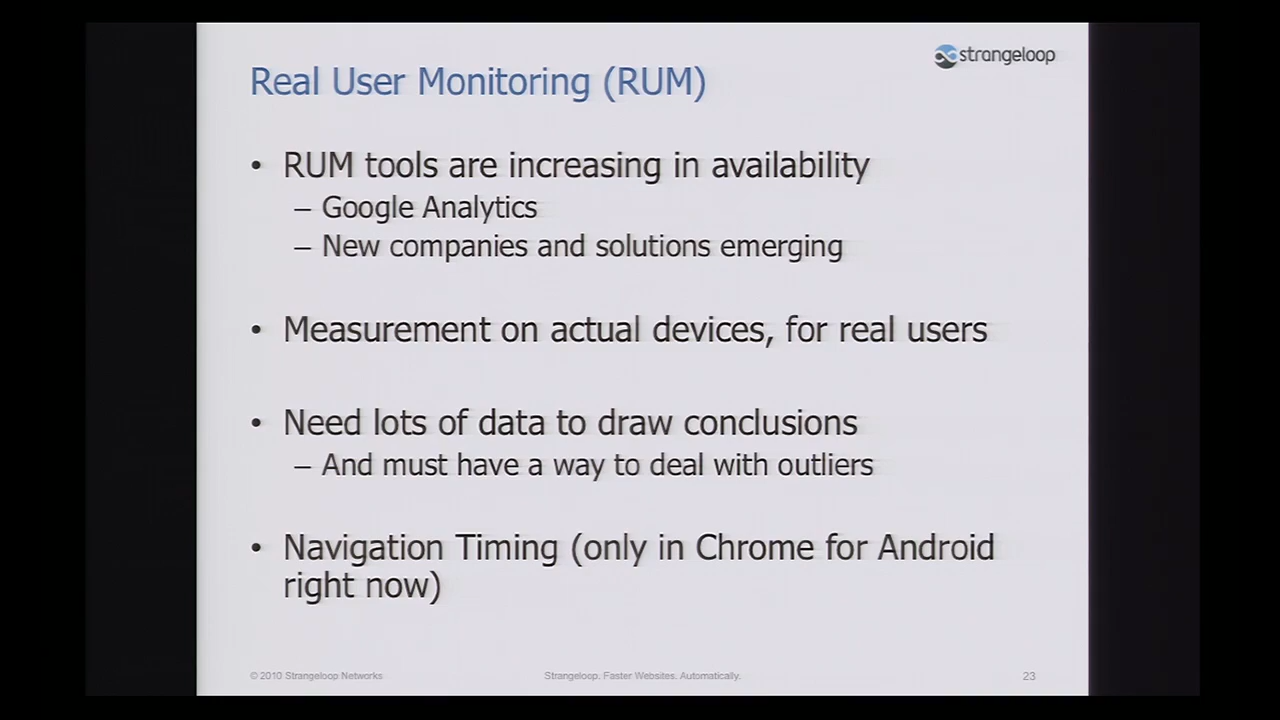 strangeloop
Real User Monitoring (RUM)
• RUM tools are increasing in availability
– Google Analytics
– New companies and solutions emerging
• Measurement on actual devices, for real users
• Need lots of data to draw conclusions
– And must have a way to deal with outliers
• Navigation Timing (only in Chrome for Android
right now)
© 2010 Strangeloop Networks
Strangeloop. Faster Websites. Automatically.
23